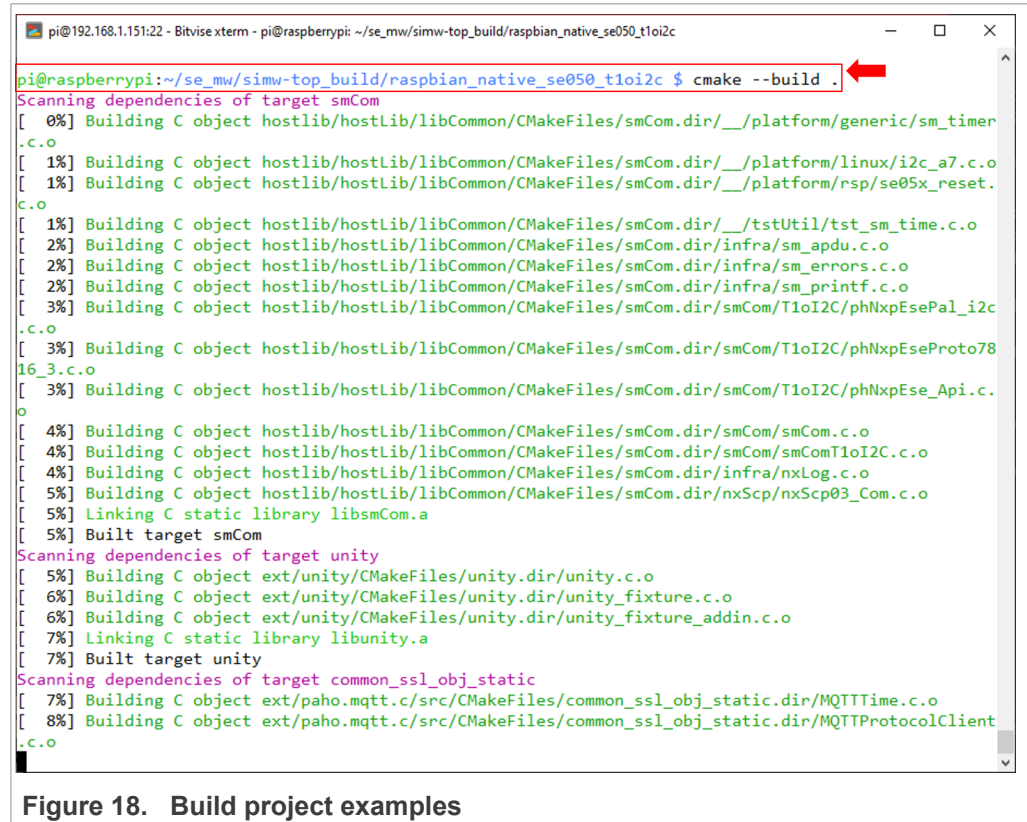 pi@192.168.1.151:22 - Bitvise xterm - pi@raspberrypi: ~/se_mw/simw-top_build/raspbian_native_se050_t1oi2c
pi@raspberrypi:~/se_mw/simw-top_build/raspbian_native_se050_t1oi2c $ cmake --build .
Scanning dependencies of target smCom
[  0%] Building C object hostlib/hostLib/libCommon/CMakeFiles/smCom.dir/__/platform/generic/sm_timer
.c.o
[  1%] Building C object hostlib/hostLib/libCommon/CMakeFiles/smCom.dir/__/platform/linux/i2c_a7.c.o
[  1%] Building C object hostlib/hostLib/libCommon/CMakeFiles/smCom.dir/__/platform/rsp/se05x_reset.
c.o
[  1%] Building C object hostlib/hostLib/libCommon/CMakeFiles/smCom.dir/__/tstUtil/tst_sm_time.c.o
[  2%] Building C object hostlib/hostLib/libCommon/CMakeFiles/smCom.dir/infra/sm_apdu.c.o
[  2%] Building C object hostlib/hostLib/libCommon/CMakeFiles/smCom.dir/infra/sm_errors.c.o
[  2%] Building C object hostlib/hostLib/libCommon/CMakeFiles/smCom.dir/infra/sm_printf.c.o
[  3%] Building C object hostlib/hostLib/libCommon/CMakeFiles/smCom.dir/smCom/T1oI2C/phNxpEsePal_i2c
.c.o
[  3%] Building C object hostlib/hostLib/libCommon/CMakeFiles/smCom.dir/smCom/T1oI2C/phNxpEseProto78
16_3.c.o
[  3%] Building C object hostlib/hostLib/libCommon/CMakeFiles/smCom.dir/smCom/T1oI2C/phNxpEse_Api.c.
o
[  4%] Building C object hostlib/hostLib/libCommon/CMakeFiles/smCom.dir/smCom/smCom.c.o
[  4%] Building C object hostlib/hostLib/libCommon/CMakeFiles/smCom.dir/smCom/smComT1oI2C.c.o
[  4%] Building C object hostlib/hostLib/libCommon/CMakeFiles/smCom.dir/infra/nxLog.c.o
[  5%] Building C object hostlib/hostLib/libCommon/CMakeFiles/smCom.dir/nxScp/nxScp03_Com.c.o
[  5%] Linking C static library libsmCom.a
[  5%] Built target smCom
Scanning dependencies of target unity
[  5%] Building C object ext/unity/CMakeFiles/unity.dir/unity.c.o
[  6%] Building C object ext/unity/CMakeFiles/unity.dir/unity_fixture.c.o
[  6%] Building C object ext/unity/CMakeFiles/unity.dir/unity_fixture_addin.c.o
[  7%] Linking C static library libunity.a
[  7%] Built target unity
Scanning dependencies of target common_ssl_obj_static
[  7%] Building C object ext/paho.mqtt.c/src/CMakeFiles/common_ssl_obj_static.dir/MQTTTime.c.o
[  8%] Building C object ext/paho.mqtt.c/src/CMakeFiles/common_ssl_obj_static.dir/MQTTProtocolClient
.c.o
Figure 18. Build project examples